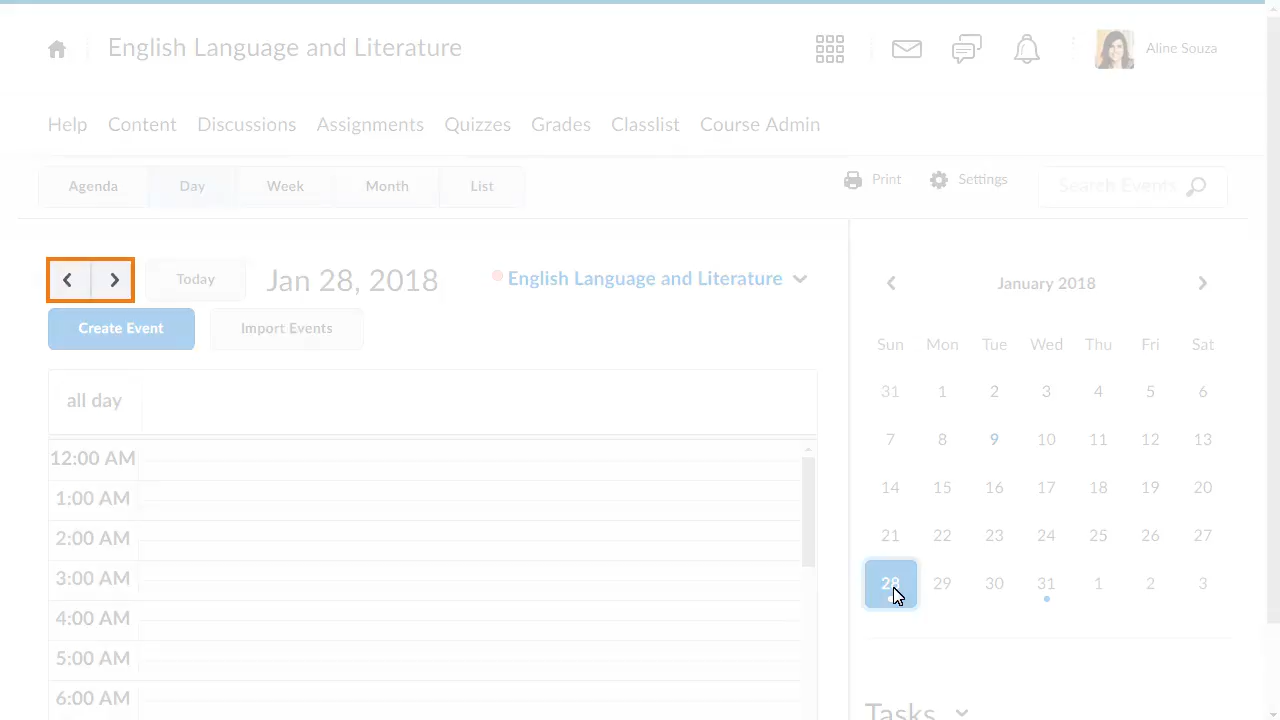 English Language and Literature
Aline Souza
Help Content Discussions Assignments Quizzes Grades Classlist Course Admin
Agenda Day Week Month List
Print Settings Search Events
Today Jan 28, 2018 English Language and Literature
Create Event Import Events
all day
12:00 AM
1:00 AM
2:00 AM
3:00 AM
4:00 AM
5:00 AM
6:00 AM
January 2018
Sun Mon Tue Wed Thu Fri Sat
31 1 2 3 4 5 6
7 8 9 10 11 12 13
14 15 16 17 18 19 20
21 22 23 24 25 26 27
28 29 30 31 1 2 3
Tasks